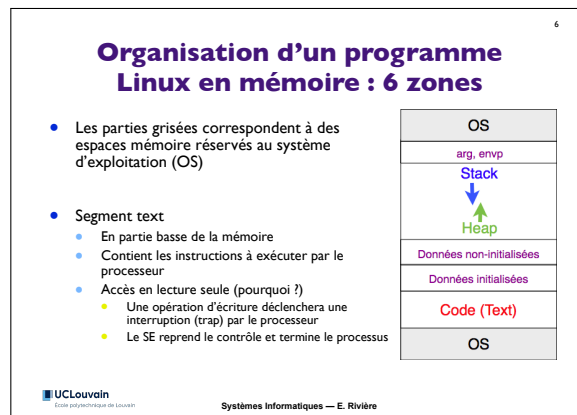 6
Organisation d'un programme
Linux en mémoire : 6 zones
Les parties grisées correspondent à des
espaces mémoire réservés au système
d'exploitation (OS)
Segment text
En partie basse de la mémoire
Contient les instructions à exécuter par le
processeur
Accès en lecture seule (pourquoi ?)
Une opération d'écriture déclenchera une
interruption (trap) par le processeur
Le SE reprend le contrôle et termine le processus
OS
arg, envp
Stack
Heap
Données non-initialisées
Données initialisées
Code (Text)
OS
UCLouvain
École polytechnique de Louvain
Systèmes Informatiques — E. Rivière